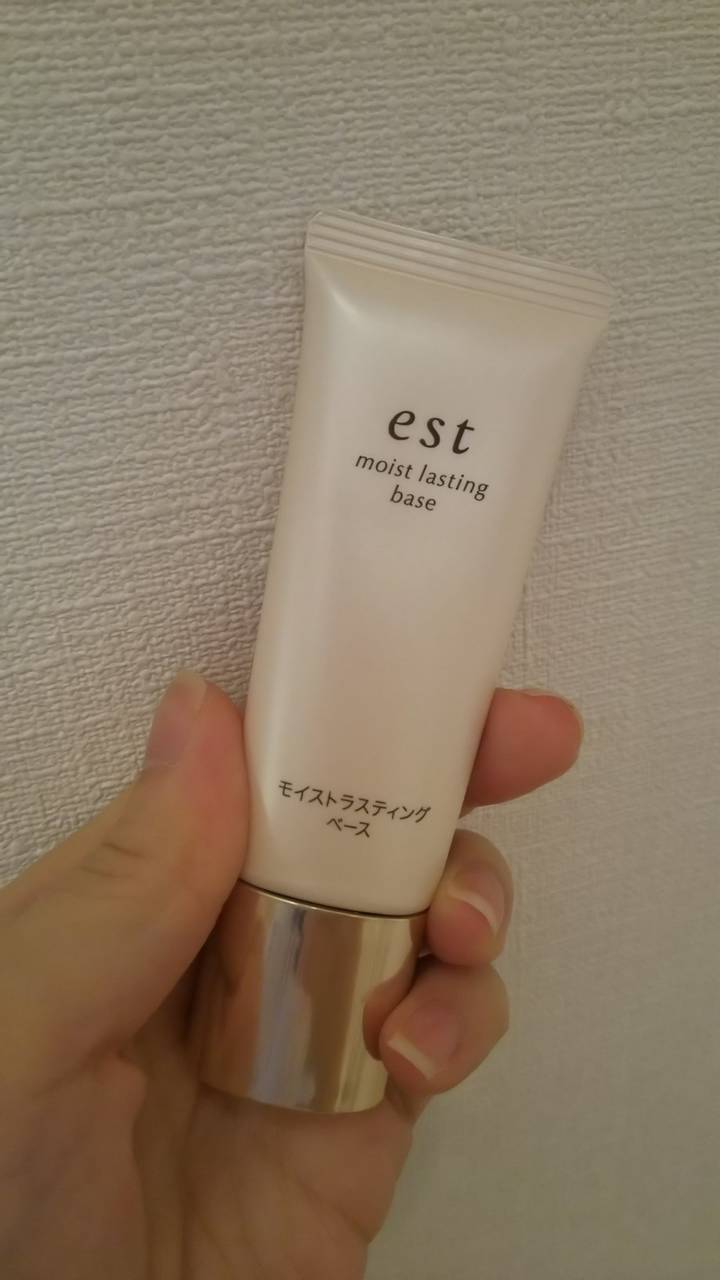 est
moist lasting
base
モイストラスティング
ベース